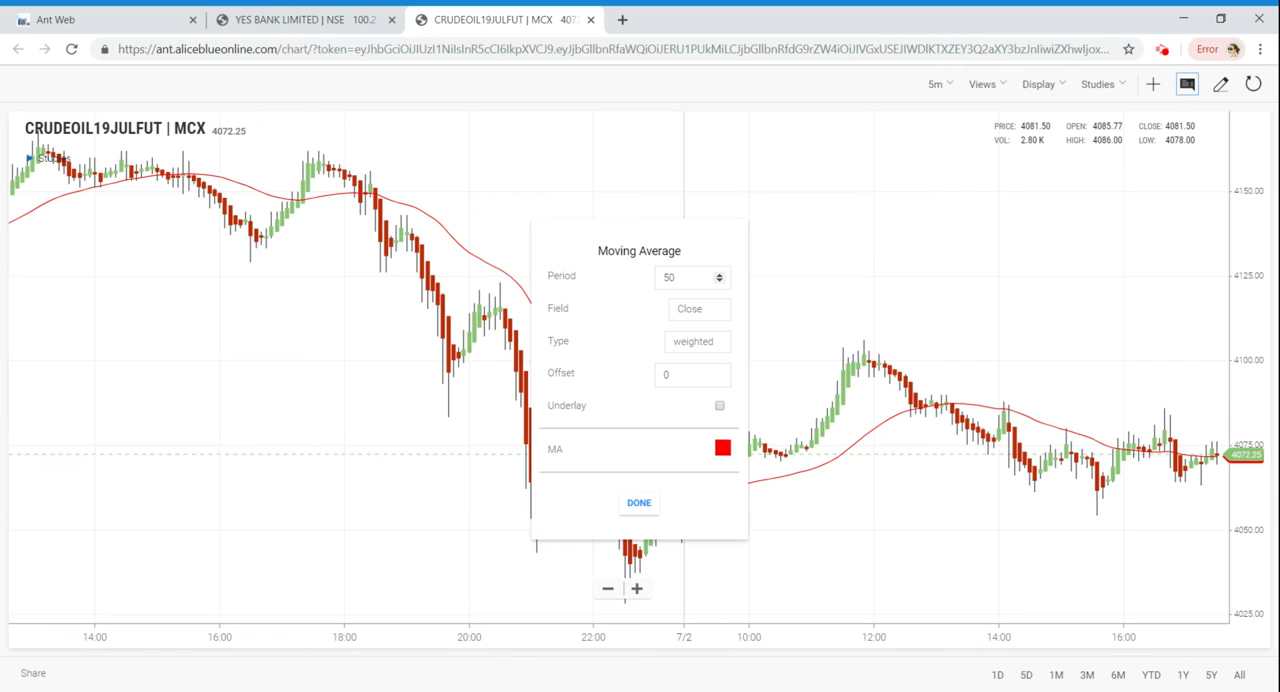 Ant Web
YES BANK LIMITED | NSE 100.2
CRUDEOIL19JULFUT | MCX 407
Error
5m Views Display Studies
CRUDEOIL19JULFUT | MCX 4072.25
PRICE: 4081.50 OPEN: 4085.77 CLOSE: 4081.50
VOL: 2.80 K HIGH: 4086.00 LOW: 4078.00
Studies
4150.00
4125.00
4100.00
4075.00
4072.25
4050.00
4025.00
Moving Average
Period 50
Field Close
Type weighted
Offset 0
Underlay
MA
DONE
14:00 16:00 18:00 20:00 22:00 7/2 10:00 12:00 14:00 16:00
Share 1D 5D 1M 3M 6M YTD 1Y 5Y All